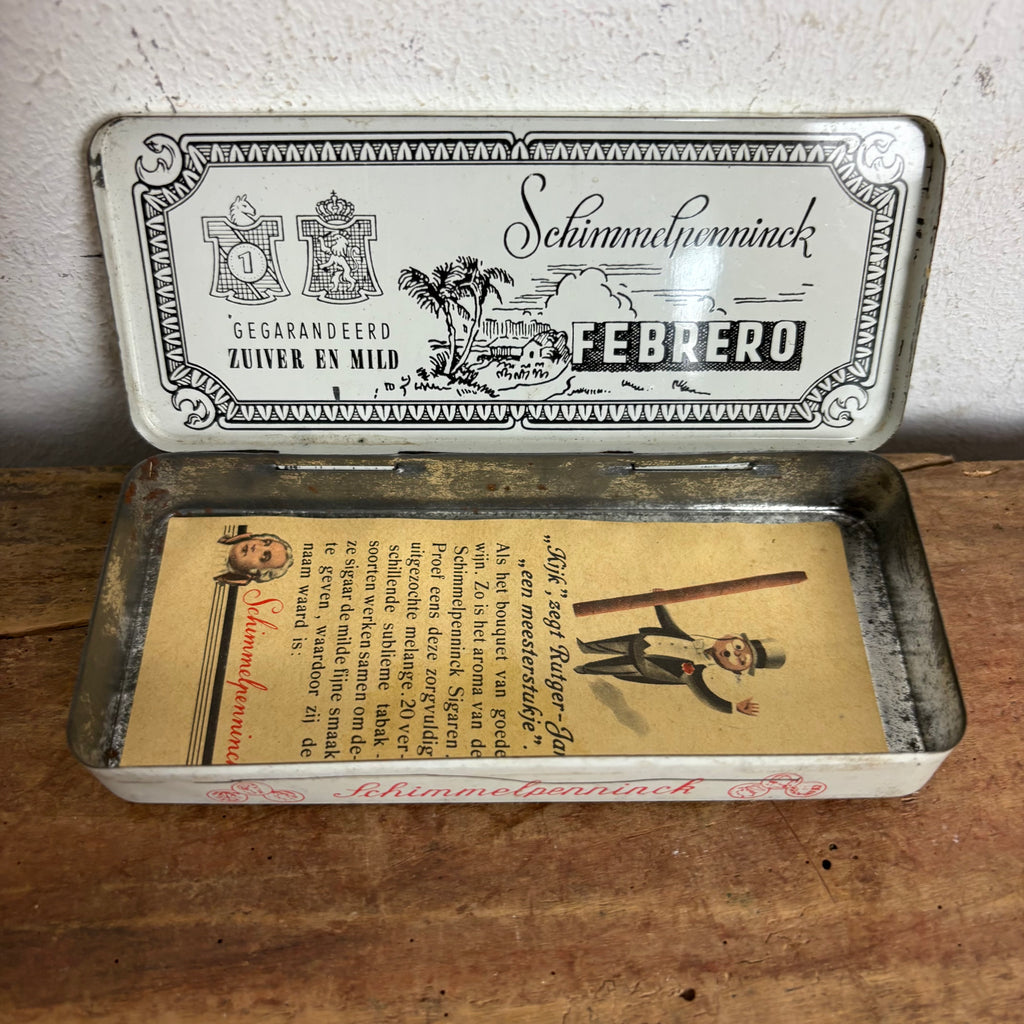 Schimmelpenninck
1
GEGARANDEERD
ZUIVER EN MILD
FEBRERO
„Kijk”, zegt Rutger-Jan
„een meesterstukje”.
Als het bouquet van goede
wijn. Zo is het aroma van de
Schimmelpenninck Sigaren.
Proef eens deze zorgvuldig
uitgezochte melange. 20 ver-
schillende sublieme tabak-
soorten werken samen om de-
ze sigaar de milde fijne smaak
te geven, waardoor zij de
naam waard is:
Schimmelpenninck
Schimmelpenninck